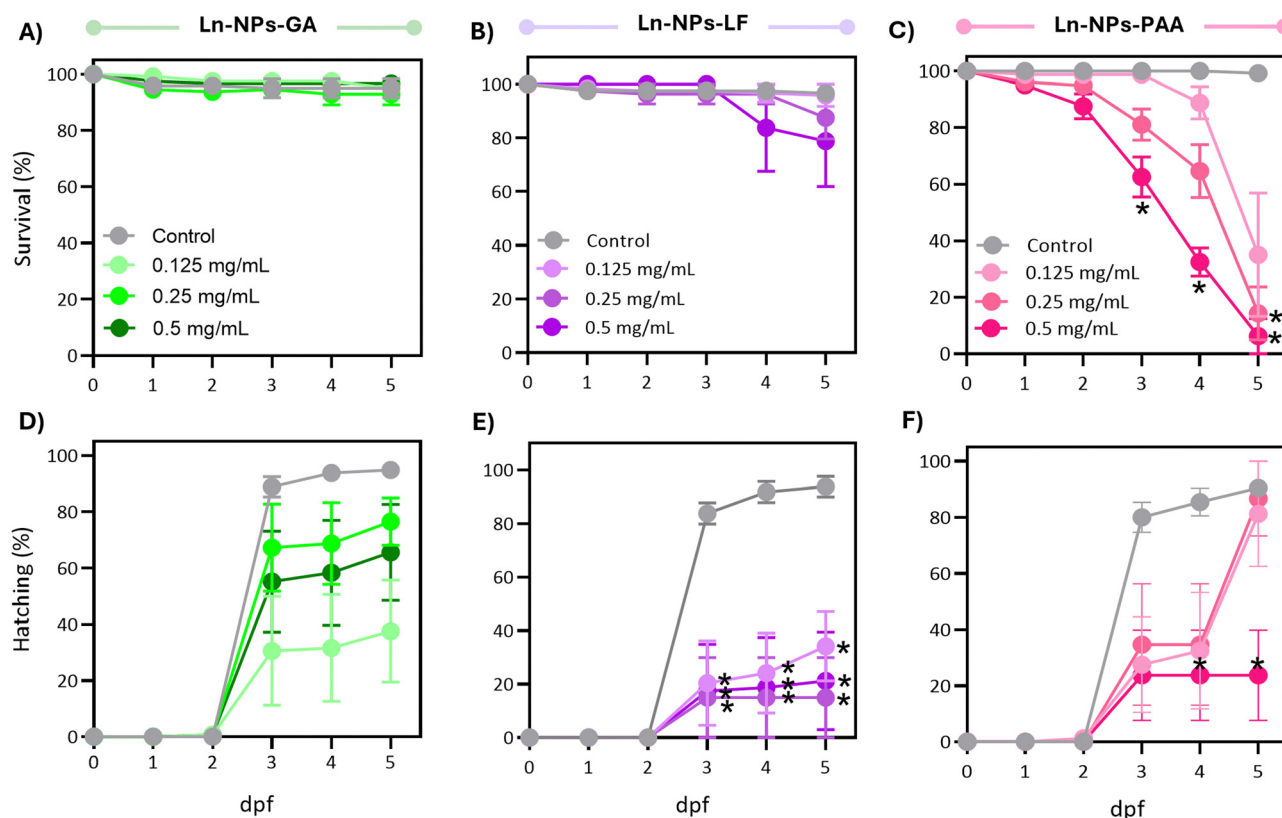 A) Ln-NPs-GA
B) Ln-NPs-LF
C) Ln-NPs-PAA
Survival (%)
100
80
60
40
20
0
0 1 2 3 4 5
Control
0.125 mg/mL
0.25 mg/mL
0.5 mg/mL
100
80
60
40
20
0
0 1 2 3 4 5
Control
0.125 mg/mL
0.25 mg/mL
0.5 mg/mL
100
80
60
40
20
0
0 1 2 3 4 5
Control
0.125 mg/mL
0.25 mg/mL
0.5 mg/mL
*
*
*
*
D)
Hatching (%)
100
80
60
40
20
0
0 1 2 3 4 5
dpf
E)
100
80
60
40
20
0
0 1 2 3 4 5
* * *
* * *
* * *
dpf
F)
100
80
60
40
20
0
0 1 2 3 4 5
* *
dpf